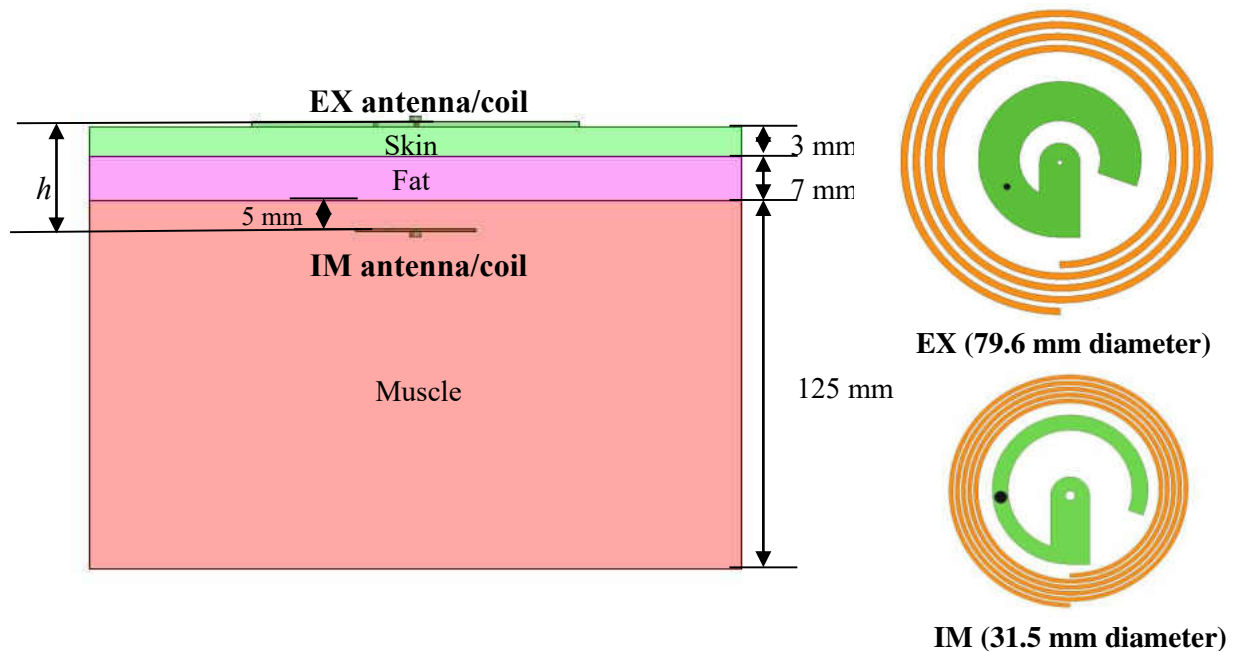 EX antenna/coil
Skin
3 mm
h
Fat
7 mm
5 mm
IM antenna/coil
Muscle
125 mm
EX (79.6 mm diameter)
IM (31.5 mm diameter)